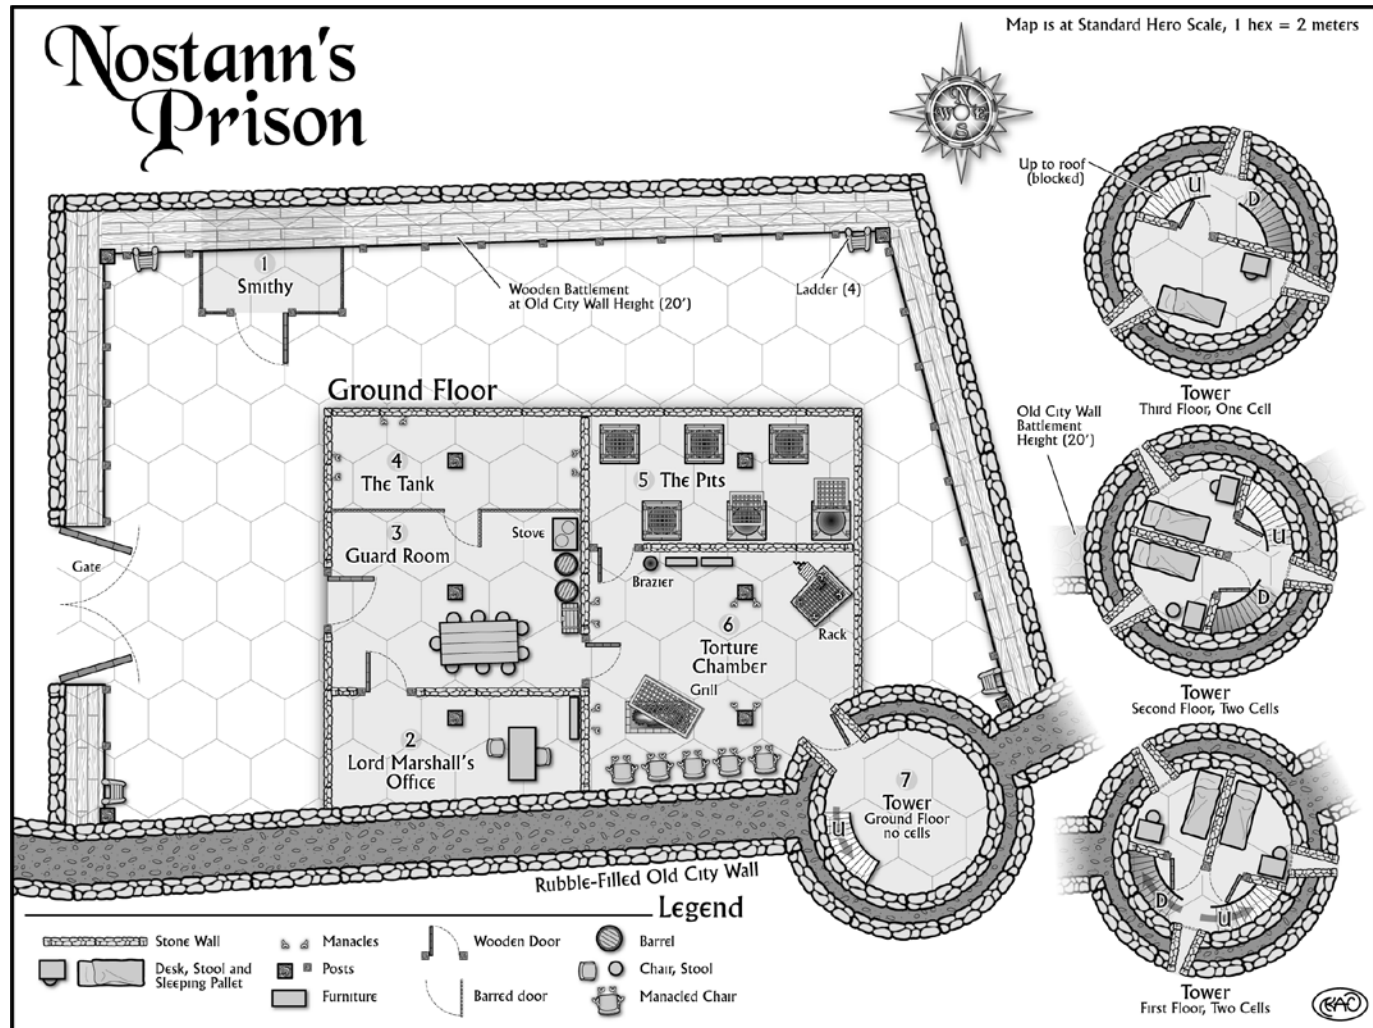 Nostann's
Prison
Map is at Standard Hero Scale, 1 hex = 2 meters
N
W E
S
Up to roof
(blocked)
U
D
Tower
Third Floor, One Cell
1
Smithy
Wooden Battlement
at Old City Wall Height (20')
Ladder (4)
Ground Floor
Old City Wall
Battlement
Height (20')
4
The Tank
5 The Pits
3
Guard Room
Stove
Gate
Brazier
U
D
Rack
6
Torture
Chamber
Grill
Tower
Second Floor, Two Cells
2
Lord Marshall's
Office
7
Tower
Ground Floor
no cells
U
D
U
Rubble-Filled Old City Wall
Tower
First Floor, Two Cells
Legend
Stone Wall
Manacles
Wooden Door
Barrel
Desk, Stool and
Sleeping Pallet
Posts
Chair, Stool
Furniture
Barred door
Manacled Chair